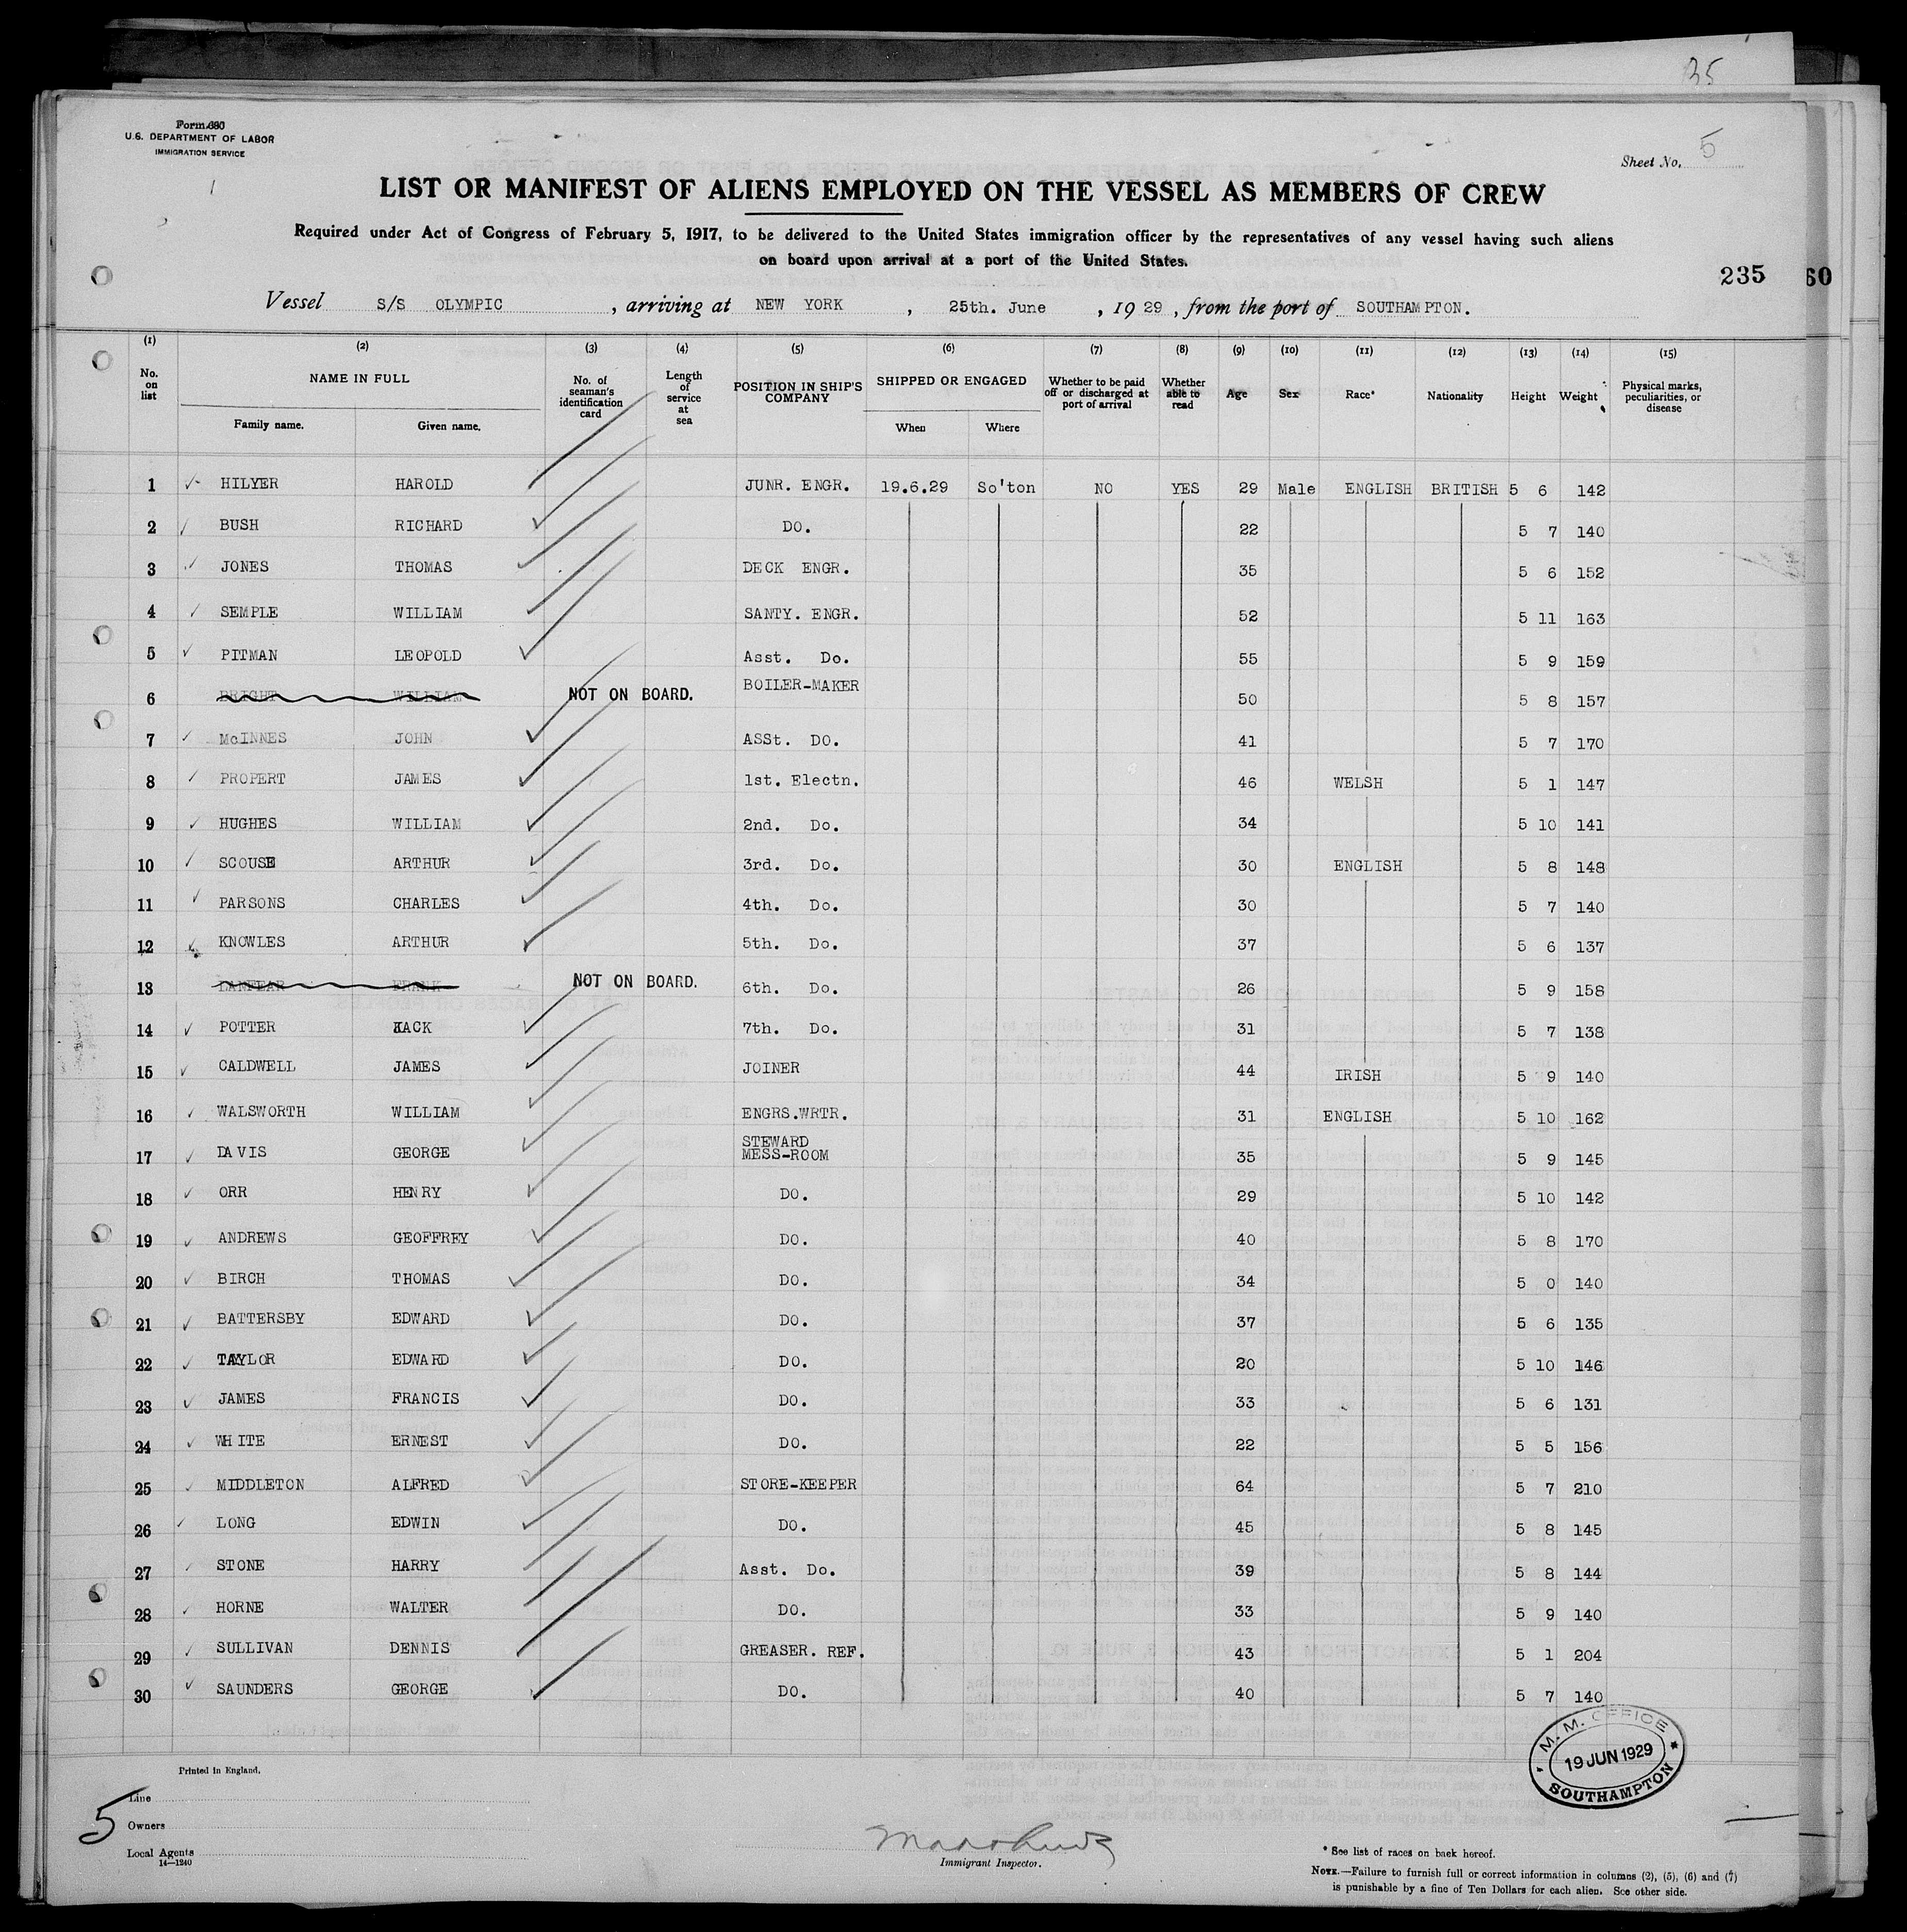 35
Form 680
U.S. DEPARTMENT OF LABOR
IMMIGRATION SERVICE
Sheet No. 5
LIST OR MANIFEST OF ALIENS EMPLOYED ON THE VESSEL AS MEMBERS OF CREW
Required under Act of Congress of February 5, 1917, to be delivered to the United States immigration officer by the representatives of any vessel having such aliens
on board upon arrival at a port of the United States.
235 60
Vessel S/S OLYMPIC , arriving at NEW YORK , 25th. June , 19 29 , from the port of SOUTHAMPTON.
(1) (2) (3) (4) (5) (6) (7) (8) (9) (10) (11) (12) (13) (14) (15)
No. on list NAME IN FULL Family name. Given name. No. of seaman's identification card Length of service at sea POSITION IN SHIP'S COMPANY SHIPPED OR ENGAGED When Where Whether to be paid off or discharged at port of arrival Whether able to read Age Sex Race* Nationality Height Weight Physical marks, peculiarities, or disease
1 HILYER HAROLD JUNR. ENGR. 19.6.29 So'ton NO YES 29 Male ENGLISH BRITISH 5 6 142
2 BUSH RICHARD DO. 22 5 7 140
3 JONES THOMAS DECK ENGR. 35 5 6 152
4 SEMPLE WILLIAM SANTY. ENGR. 52 5 11 163
5 PITMAN LEOPOLD Asst. Do. 55 5 9 159
6 BRIGHT WILLIAM NOT ON BOARD. BOILER-MAKER 50 5 8 157
7 McINNES JOHN ASSt. DO. 41 5 7 170
8 PROPERT JAMES 1st. Electn. 46 WELSH 5 1 147
9 HUGHES WILLIAM 2nd. Do. 34 5 10 141
10 SCOUSE ARTHUR 3rd. Do. 30 ENGLISH 5 8 148
11 PARSONS CHARLES 4th. Do. 30 5 7 140
12 KNOWLES ARTHUR 5th. Do. 37 5 6 137
13 LANFEAR FRANK NOT ON BOARD. 6th. Do. 26 5 9 158
14 POTTER JACK 7th. Do. 31 5 7 138
15 CALDWELL JAMES JOINER 44 IRISH 5 9 140
16 WALSWORTH WILLIAM ENGRS.WRTR. 31 ENGLISH 5 10 162
17 DAVIS GEORGE STEWARD MESS-ROOM 35 5 9 145
18 ORR HENRY DO. 29 5 10 142
19 ANDREWS GEOFFREY DO. 40 5 8 170
20 BIRCH THOMAS DO. 34 5 0 140
21 BATTERSBY EDWARD DO. 37 5 6 135
22 TAYLOR EDWARD DO. 20 5 10 146
23 JAMES FRANCIS DO. 33 5 6 131
24 WHITE ERNEST DO. 22 5 5 156
25 MIDDLETON ALFRED STORE-KEEPER 64 5 7 210
26 LONG EDWIN DO. 45 5 8 145
27 STONE HARRY Asst. Do. 39 5 8 144
28 HORNE WALTER DO. 33 5 9 140
29 SULLIVAN DENNIS GREASER. REF. 43 5 1 204
30 SAUNDERS GEORGE DO. 40 5 7 140
M. M. OFFICE
19 JUN 1929
SOUTHAMPTON
Printed in England.
5
Line
Owners
Local Agents
14—1240
Immigrant Inspector.
* See list of races on back hereof.
NOTE.—Failure to furnish full or correct information in columns (2), (5), (6) and (7)
is punishable by a fine of Ten Dollars for each alien. See other side.